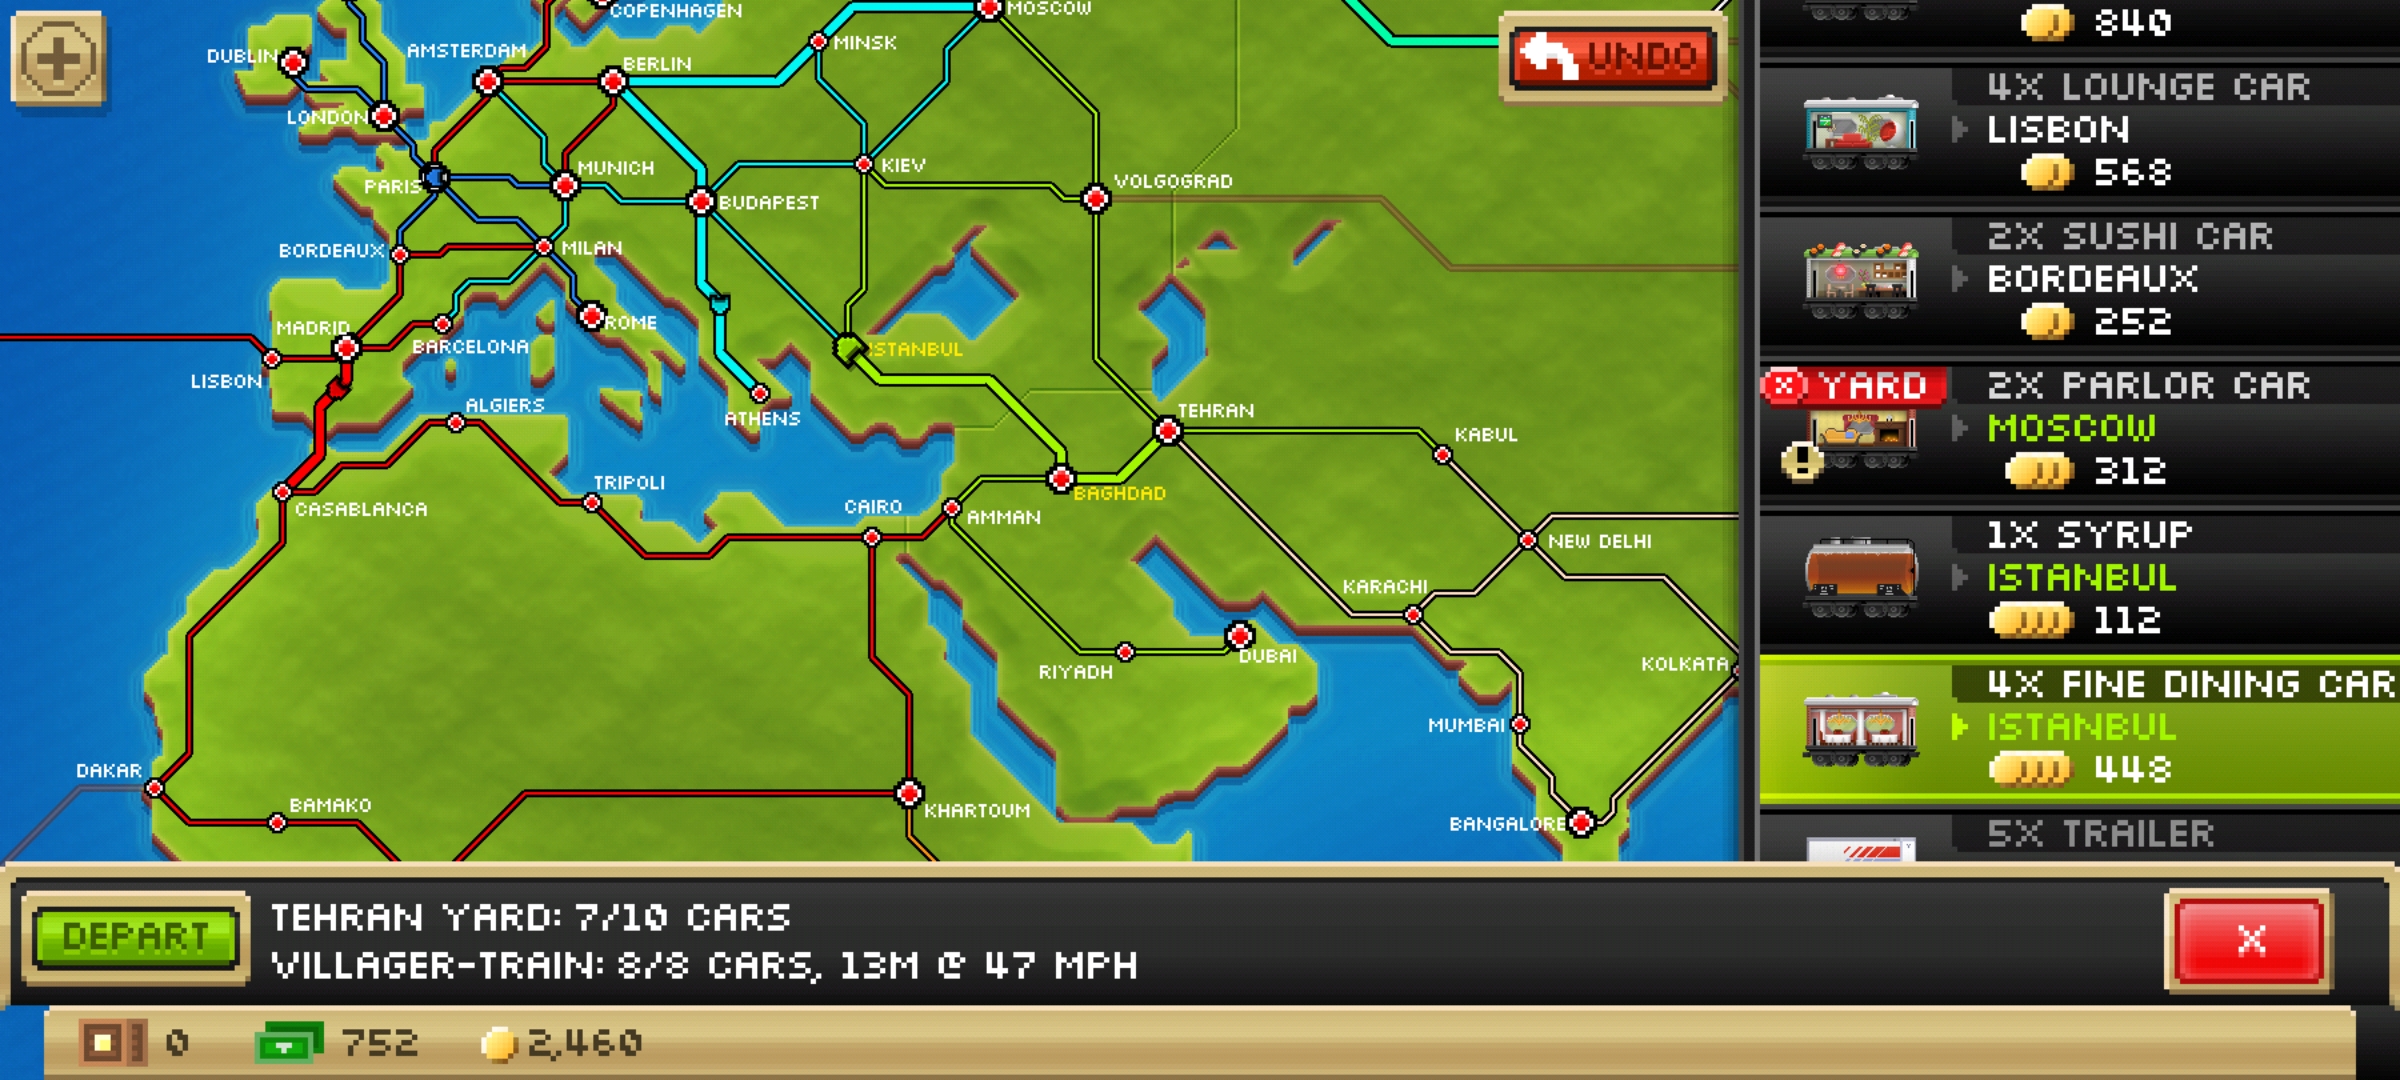 COPENHAGEN
MOSCOW
840
DUBLIN
AMSTERDAM
MINSK
UNDO
BERLIN
4X LOUNGE CAR
LONDON
LISBON
KIEV
MUNICH
568
PARIS
VOLGOGRAD
BUDAPEST
2X SUSHI CAR
BORDEAUX
MILAN
BORDEAUX
252
MADRID
ROME
BARCELONA
ISTANBUL
LISBON
YARD
2X PARLOR CAR
ALGIERS
ATHENS
TEHRAN
MOSCOW
KABUL
312
TRIPOLI
BAGHDAD
CASABLANCA
CAIRO
AMMAN
1X SYRUP
NEW DELHI
ISTANBUL
KARACHI
112
DUBAI
RIYADH
KOLKATA
4X FINE DINING CAR
MUMBAI
ISTANBUL
DAKAR
448
BAMAKO
KHARTOUM
BANGALORE
5X TRAILER
DEPART
TEHRAN YARD: 7/10 CARS
VILLAGER-TRAIN: 8/8 CARS, 13M @ 47 MPH
X
0
752
2,460